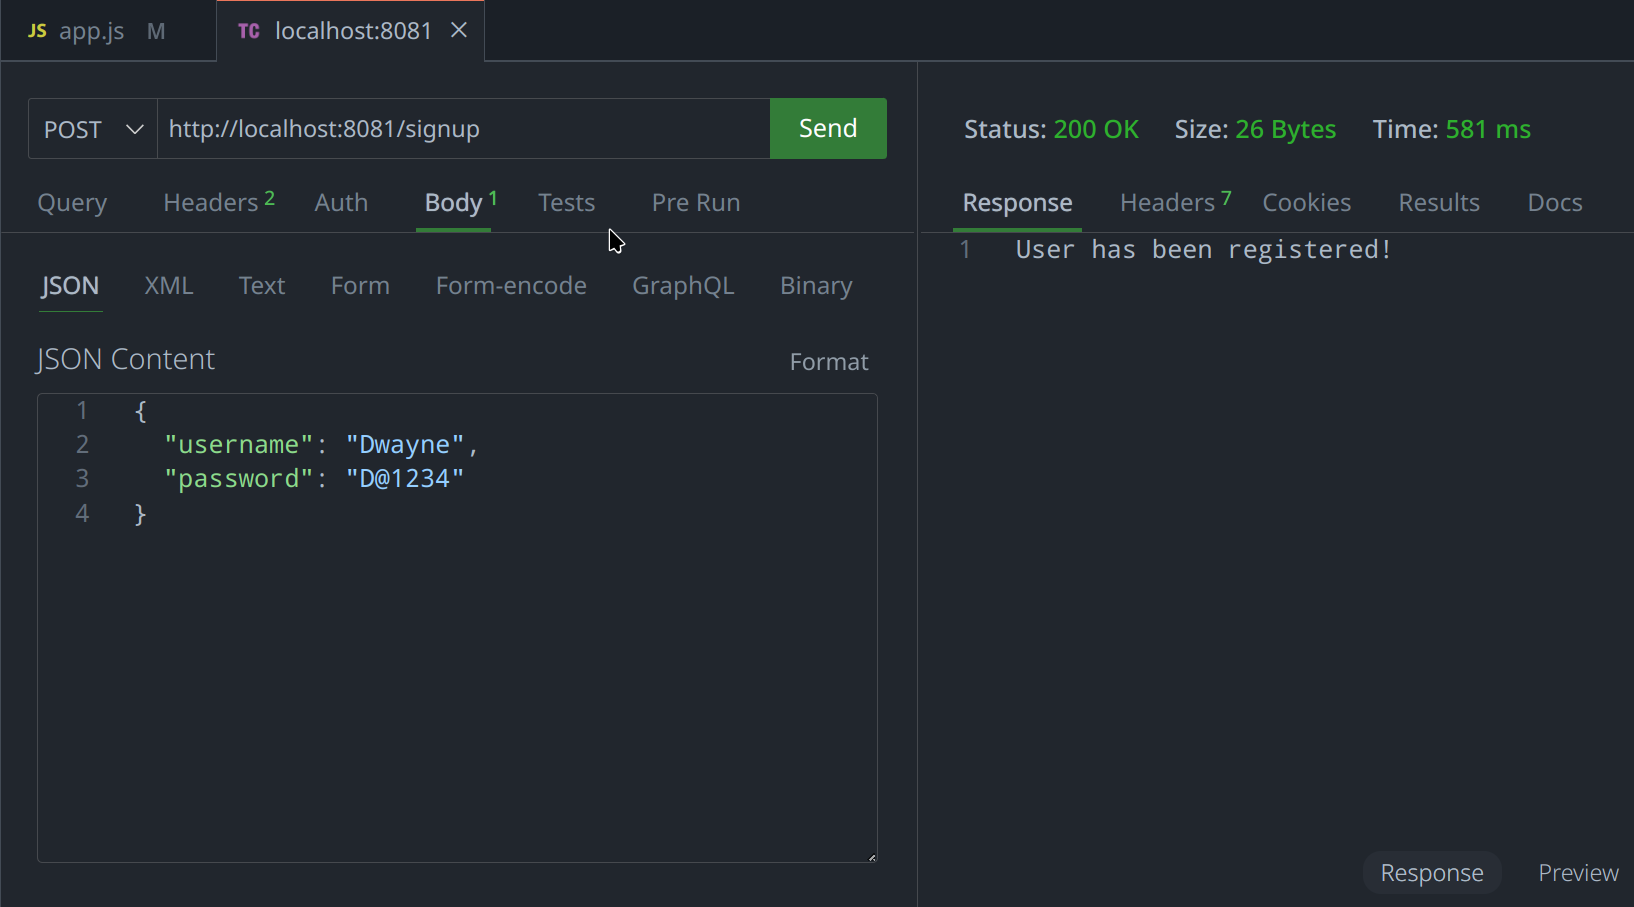 JS app.js M TC localhost:8081
POST http://localhost:8081/signup Send
Status: 200 OK Size: 26 Bytes Time: 581 ms
Query Headers 2 Auth Body 1 Tests Pre Run
Response Headers 7 Cookies Results Docs
1 User has been registered!
JSON XML Text Form Form-encode GraphQL Binary
JSON Content Format
1 {
2 "username": "Dwayne",
3 "password": "D@1234"
4 }
Response Preview